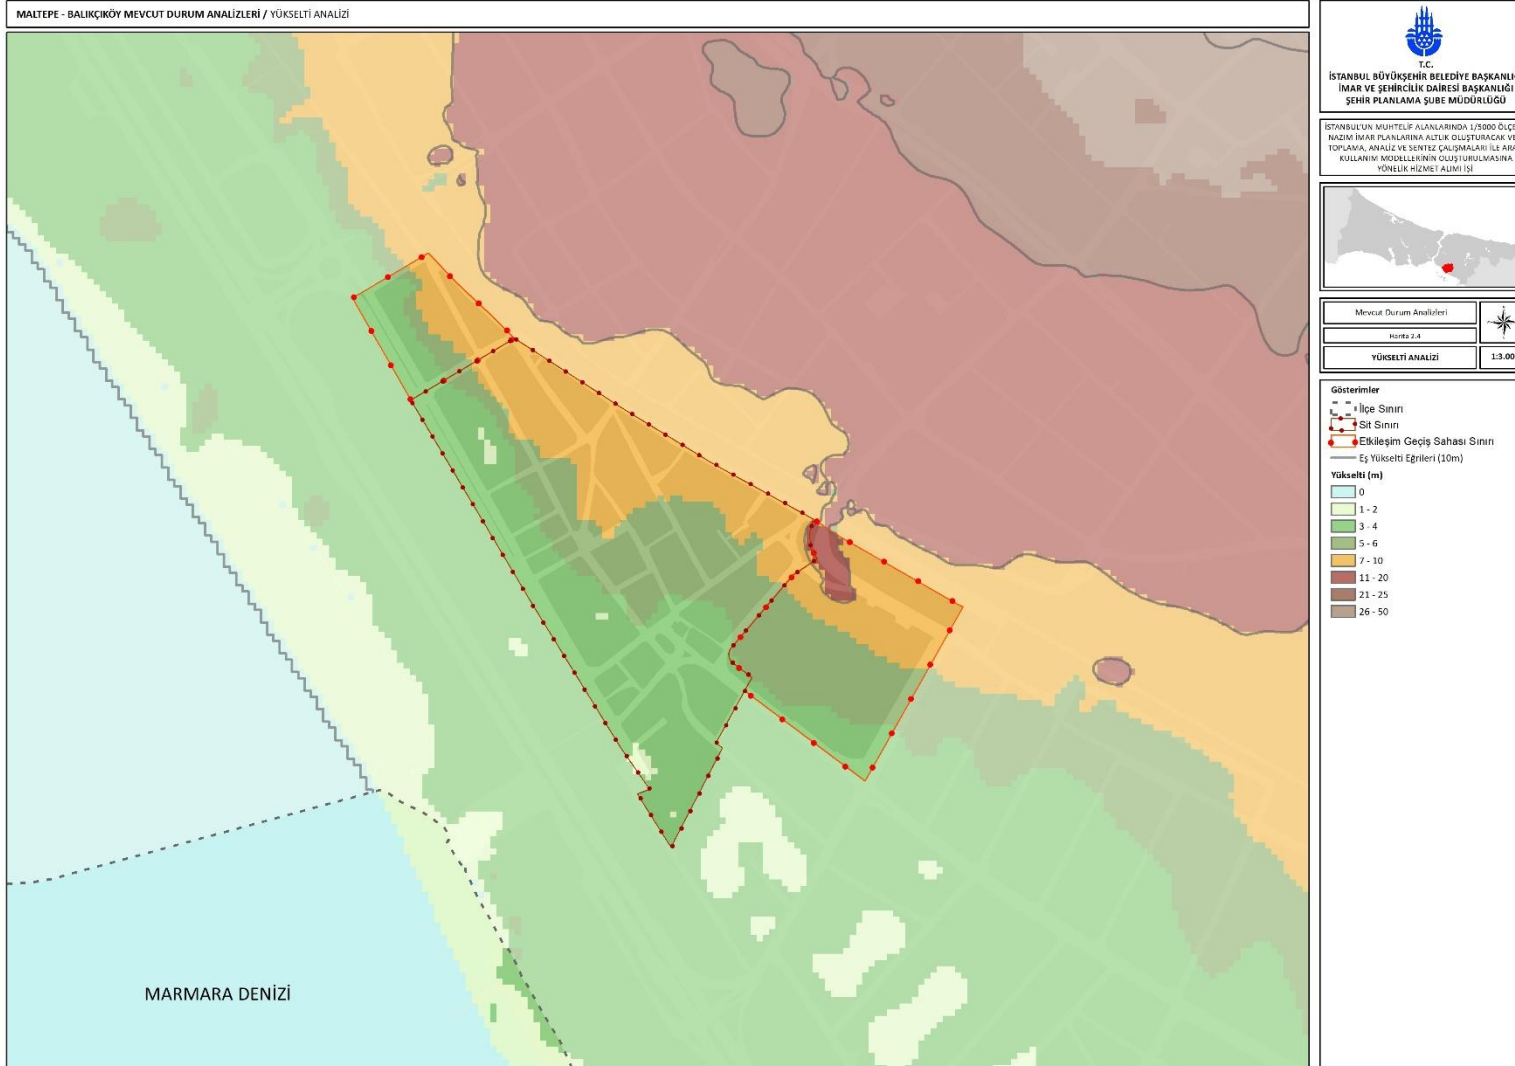 MALTEPE - BALIKÇIKÖY MEVCUT DURUM ANALİZLERİ / YÜKSELTİ ANALİZİ
T.C.
İSTANBUL BÜYÜKŞEHİR BELEDİYE
İMAR VE ŞEHİRCİLİK DAİRESİ BAŞKANLIĞI
ŞEHİR PLANLAMA ŞUBE MÜDÜRLÜĞÜ
İSTANBUL'UN MUHTELİF ALANLARINDA 1/5000
NAZIM İMAR PLANLARINA ALTLIK OLUŞTURACAK
TOPLAMA, ANALİZ VE SENTEZ ÇALIŞMALARI İLE
KULLANIM MODELLERİNİN OLUŞTURULMASINA
YÖNELİK HİZMET ALIMI İŞİ
Mevcut Durum Analizleri
Harita 2.4
YÜKSELTİ ANALİZİ
1:3.00
Gösterimler
İlçe Sınırı
Sit Sınırı
Etkileşim Geçiş Sahası Sınırı
Eş Yükselti Eğrileri (10m)
Yükselti (m)
0
1 - 2
3 - 4
5 - 6
7 - 10
11 - 20
21 - 25
26 - 50
MARMARA DENİZİ